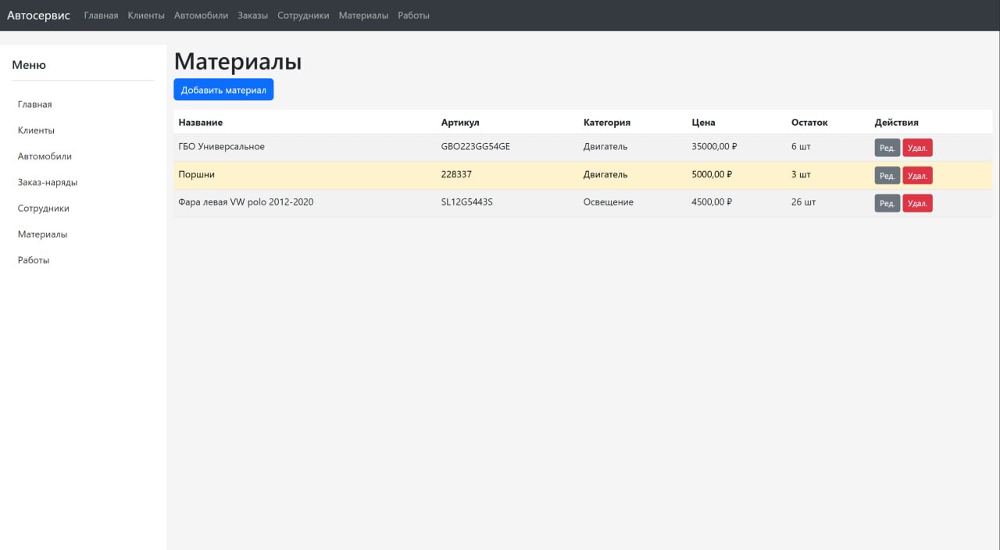 Автосервис Главная Клиенты Автомобили Заказы Сотрудники Материалы Работы
Меню
Главная
Клиенты
Автомобили
Заказ-наряды
Сотрудники
Материалы
Работы
Материалы
Добавить материал
Название Артикул Категория Цена Остаток Действия
ГБО Универсальное GBO223GG54GE Двигатель 35000,00 ₽ 6 шт Ред. Удал.
Поршни 228337 Двигатель 5000,00 ₽ 3 шт Ред. Удал.
Фара левая VW polo 2012-2020 SL12G5443S Освещение 4500,00 ₽ 26 шт Ред. Удал.